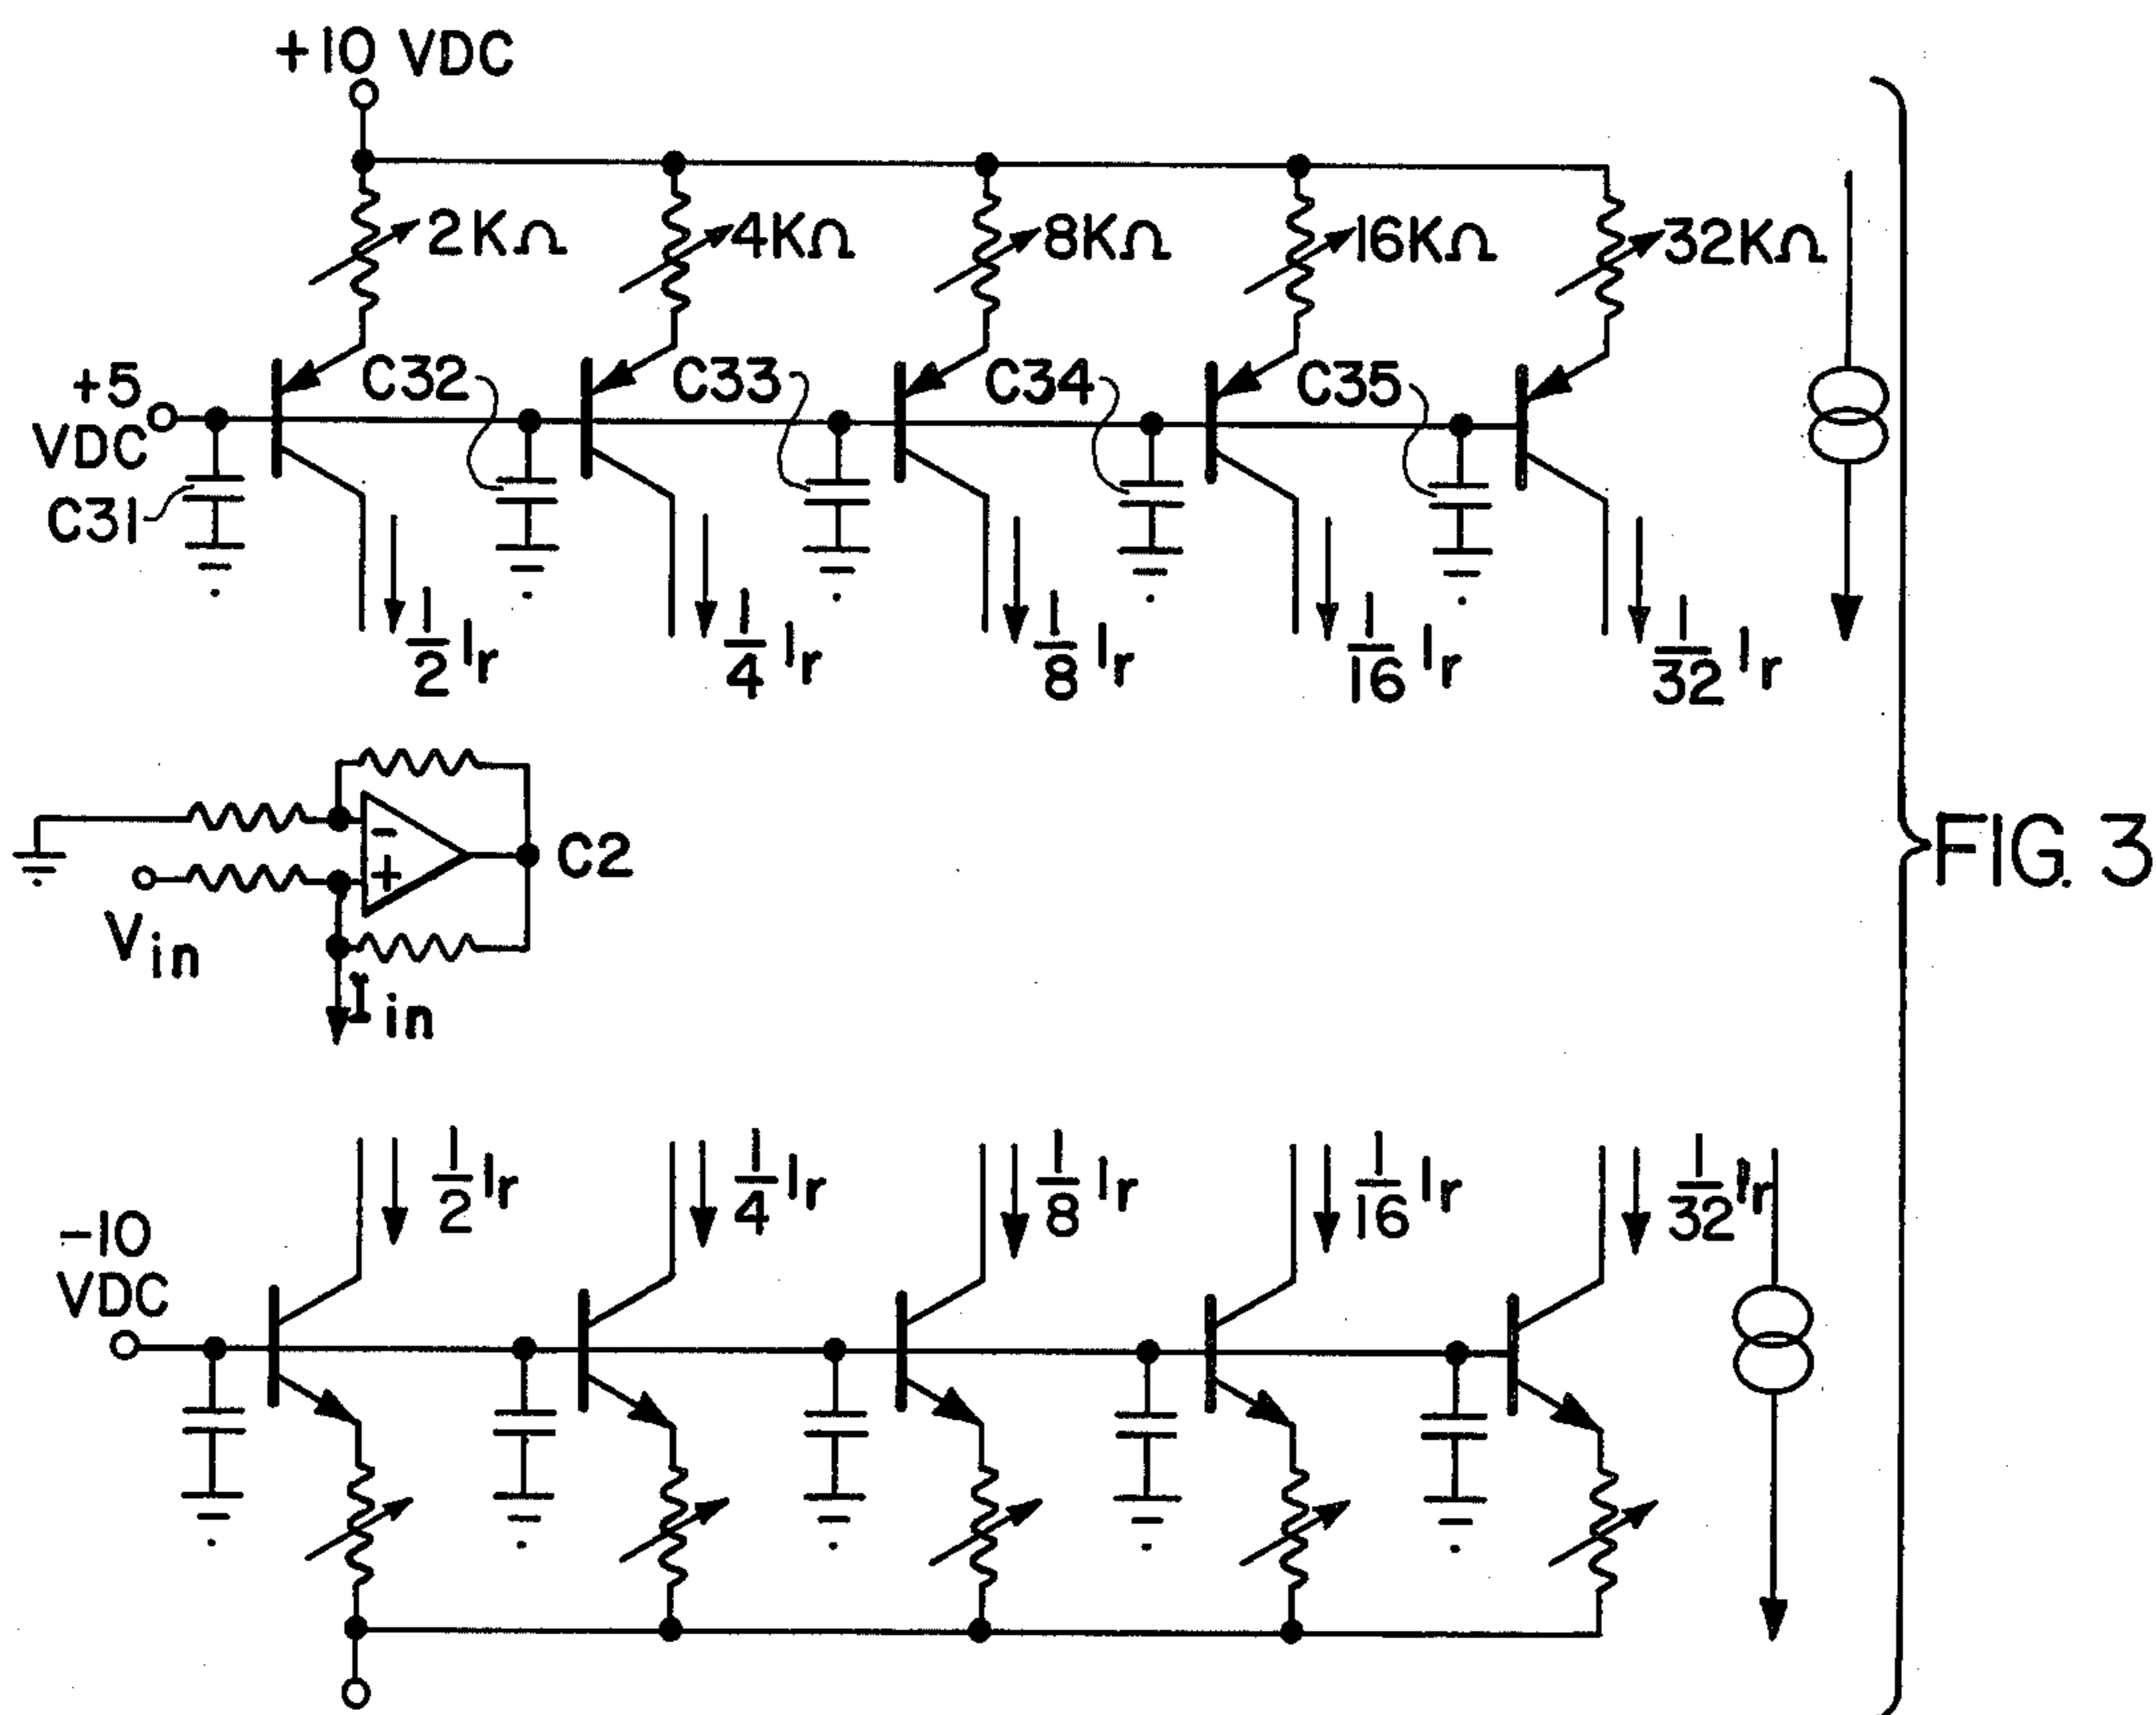 +10 VDC
2KΩ
4KΩ
8KΩ
16KΩ
32KΩ
+5
VDC
C31
C32
C33
C34
C35
1/2 Ir
1/4 Ir
1/8 Ir
1/16 Ir
1/32 Ir
-
+
C2
Vin
Iin
FIG. 3
1/2 Ir
1/4 Ir
1/8 Ir
1/16 Ir
1/32 Ir
-10
VDC